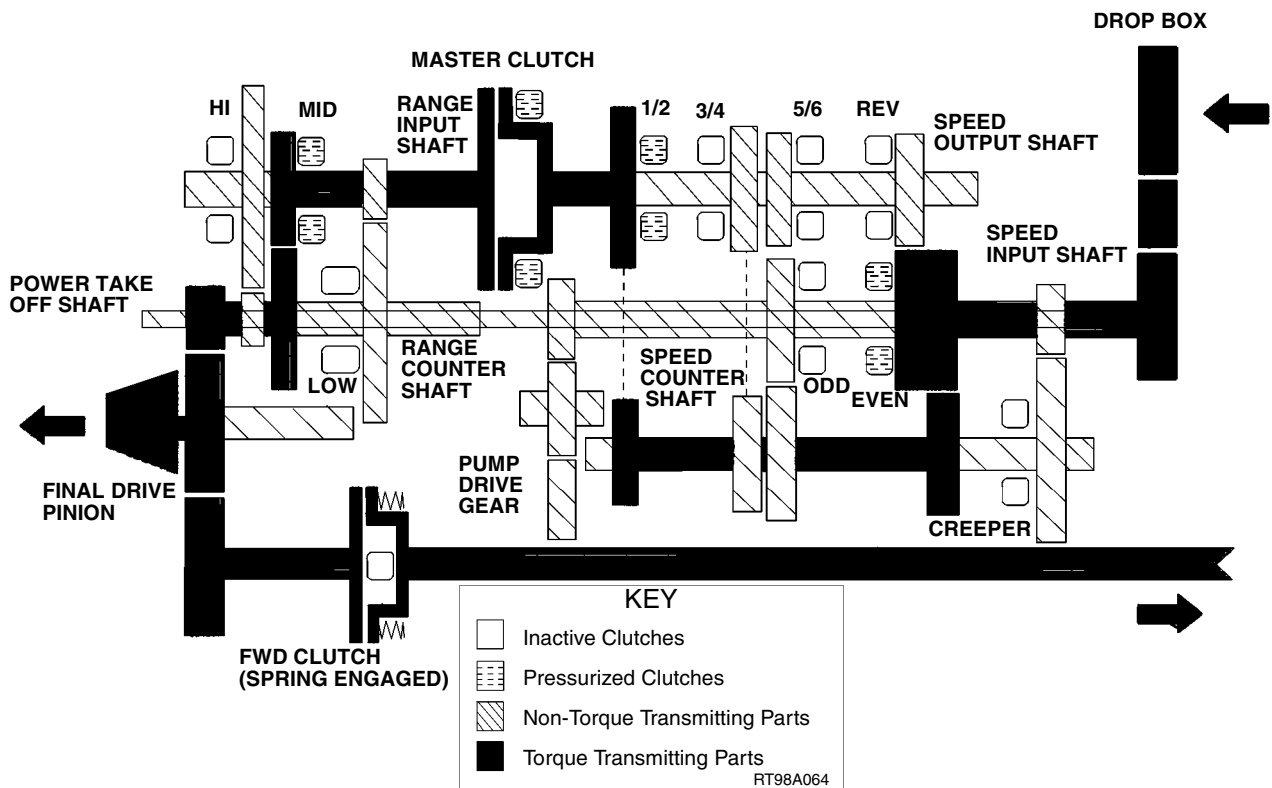 DROP BOX
MASTER CLUTCH
HI
MID
RANGE
INPUT
SHAFT
1/2
3/4
5/6
REV
SPEED
OUTPUT SHAFT
SPEED
INPUT SHAFT
POWER TAKE
OFF SHAFT
LOW
RANGE
COUNTER
SHAFT
SPEED
COUNTER
SHAFT
ODD
EVEN
FINAL DRIVE
PINION
PUMP
DRIVE
GEAR
CREEPER
FWD CLUTCH
(SPRING ENGAGED)
KEY
Inactive Clutches
Pressurized Clutches
Non-Torque Transmitting Parts
Torque Transmitting Parts
RT98A064